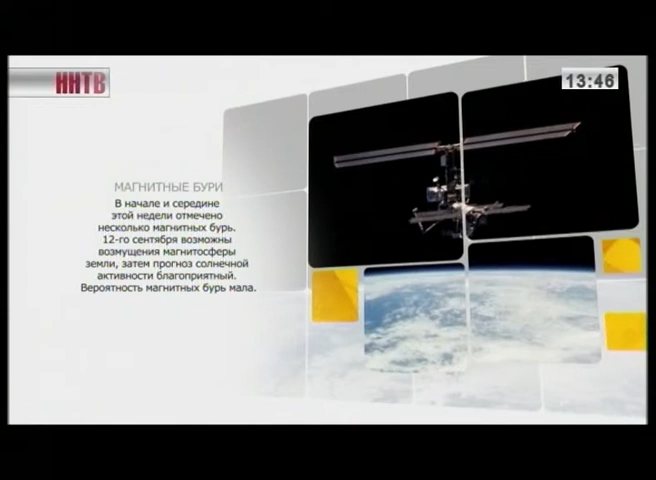 ННТВ
13:46
МАГНИТНЫЕ БУРИ
В начале и середине
этой недели отмечено
несколько магнитных бурь.
12-го сентября возможны
возмущения магнитосферы
земли, затем прогноз солнечной
активности благоприятный.
Вероятность магнитных бурь мала.